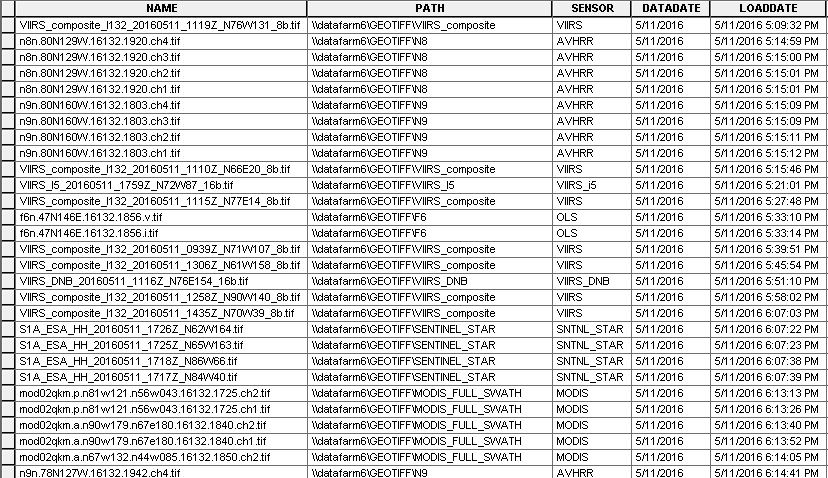 NAME PATH SENSOR DATADATE LOADDATE
VIIRS_composite_I132_20160511_1119Z_N76W131_8b.tif \\datafarm6\GEOTIFF\VIIRS_composite VIIRS 5/11/2016 5/11/2016 5:09:32 PM
n8n.80N129W.16132.1920.ch4.tif \\datafarm6\GEOTIFF\N8 AVHRR 5/11/2016 5/11/2016 5:14:59 PM
n8n.80N129W.16132.1920.ch3.tif \\datafarm6\GEOTIFF\N8 AVHRR 5/11/2016 5/11/2016 5:15:00 PM
n8n.80N129W.16132.1920.ch2.tif \\datafarm6\GEOTIFF\N8 AVHRR 5/11/2016 5/11/2016 5:15:01 PM
n8n.80N129W.16132.1920.ch1.tif \\datafarm6\GEOTIFF\N8 AVHRR 5/11/2016 5/11/2016 5:15:01 PM
n9n.80N160W.16132.1803.ch4.tif \\datafarm6\GEOTIFF\N9 AVHRR 5/11/2016 5/11/2016 5:15:09 PM
n9n.80N160W.16132.1803.ch3.tif \\datafarm6\GEOTIFF\N9 AVHRR 5/11/2016 5/11/2016 5:15:09 PM
n9n.80N160W.16132.1803.ch2.tif \\datafarm6\GEOTIFF\N9 AVHRR 5/11/2016 5/11/2016 5:15:11 PM
n9n.80N160W.16132.1803.ch1.tif \\datafarm6\GEOTIFF\N9 AVHRR 5/11/2016 5/11/2016 5:15:12 PM
VIIRS_composite_I132_20160511_1110Z_N66E20_8b.tif \\datafarm6\GEOTIFF\VIIRS_composite VIIRS 5/11/2016 5/11/2016 5:15:46 PM
VIIRS_I5_20160511_1759Z_N72W87_16b.tif \\datafarm6\GEOTIFF\VIIRS_I5 VIIRS_i5 5/11/2016 5/11/2016 5:21:01 PM
VIIRS_composite_I132_20160511_1115Z_N77E14_8b.tif \\datafarm6\GEOTIFF\VIIRS_composite VIIRS 5/11/2016 5/11/2016 5:27:48 PM
f6n.47N146E.16132.1856.v.tif \\datafarm6\GEOTIFF\F6 OLS 5/11/2016 5/11/2016 5:33:10 PM
f6n.47N146E.16132.1856.i.tif \\datafarm6\GEOTIFF\F6 OLS 5/11/2016 5/11/2016 5:33:14 PM
VIIRS_composite_I132_20160511_0939Z_N71W107_8b.tif \\datafarm6\GEOTIFF\VIIRS_composite VIIRS 5/11/2016 5/11/2016 5:39:51 PM
VIIRS_composite_I132_20160511_1306Z_N61W158_8b.tif \\datafarm6\GEOTIFF\VIIRS_composite VIIRS 5/11/2016 5/11/2016 5:45:54 PM
VIIRS_DNB_20160511_1116Z_N76E154_16b.tif \\datafarm6\GEOTIFF\VIIRS_DNB VIIRS_DNB 5/11/2016 5/11/2016 5:51:10 PM
VIIRS_composite_I132_20160511_1258Z_N90W140_8b.tif \\datafarm6\GEOTIFF\VIIRS_composite VIIRS 5/11/2016 5/11/2016 5:58:02 PM
VIIRS_composite_I132_20160511_1435Z_N70W39_8b.tif \\datafarm6\GEOTIFF\VIIRS_composite VIIRS 5/11/2016 5/11/2016 6:07:03 PM
S1A_ESA_HH_20160511_1726Z_N62W164.tif \\datafarm6\GEOTIFF\SENTINEL_STAR SNTNL_STAR 5/11/2016 5/11/2016 6:07:22 PM
S1A_ESA_HH_20160511_1725Z_N65W163.tif \\datafarm6\GEOTIFF\SENTINEL_STAR SNTNL_STAR 5/11/2016 5/11/2016 6:07:23 PM
S1A_ESA_HH_20160511_1718Z_N86W66.tif \\datafarm6\GEOTIFF\SENTINEL_STAR SNTNL_STAR 5/11/2016 5/11/2016 6:07:38 PM
S1A_ESA_HH_20160511_1717Z_N84W40.tif \\datafarm6\GEOTIFF\SENTINEL_STAR SNTNL_STAR 5/11/2016 5/11/2016 6:07:39 PM
mod02qkm.p.n81w121.n56w043.16132.1725.ch2.tif \\datafarm6\GEOTIFF\MODIS_FULL_SWATH MODIS 5/11/2016 5/11/2016 6:13:13 PM
mod02qkm.p.n81w121.n56w043.16132.1725.ch1.tif \\datafarm6\GEOTIFF\MODIS_FULL_SWATH MODIS 5/11/2016 5/11/2016 6:13:26 PM
mod02qkm.a.n90w179.n67e180.16132.1840.ch2.tif \\datafarm6\GEOTIFF\MODIS_FULL_SWATH MODIS 5/11/2016 5/11/2016 6:13:40 PM
mod02qkm.a.n90w179.n67e180.16132.1840.ch1.tif \\datafarm6\GEOTIFF\MODIS_FULL_SWATH MODIS 5/11/2016 5/11/2016 6:13:52 PM
mod02qkm.a.n67w132.n44w085.16132.1850.ch2.tif \\datafarm6\GEOTIFF\MODIS_FULL_SWATH MODIS 5/11/2016 5/11/2016 6:14:05 PM
n9n.78N127W.16132.1942.ch4.tif \\datafarm6\GEOTIFF\N9 AVHRR 5/11/2016 5/11/2016 6:14:41 PM